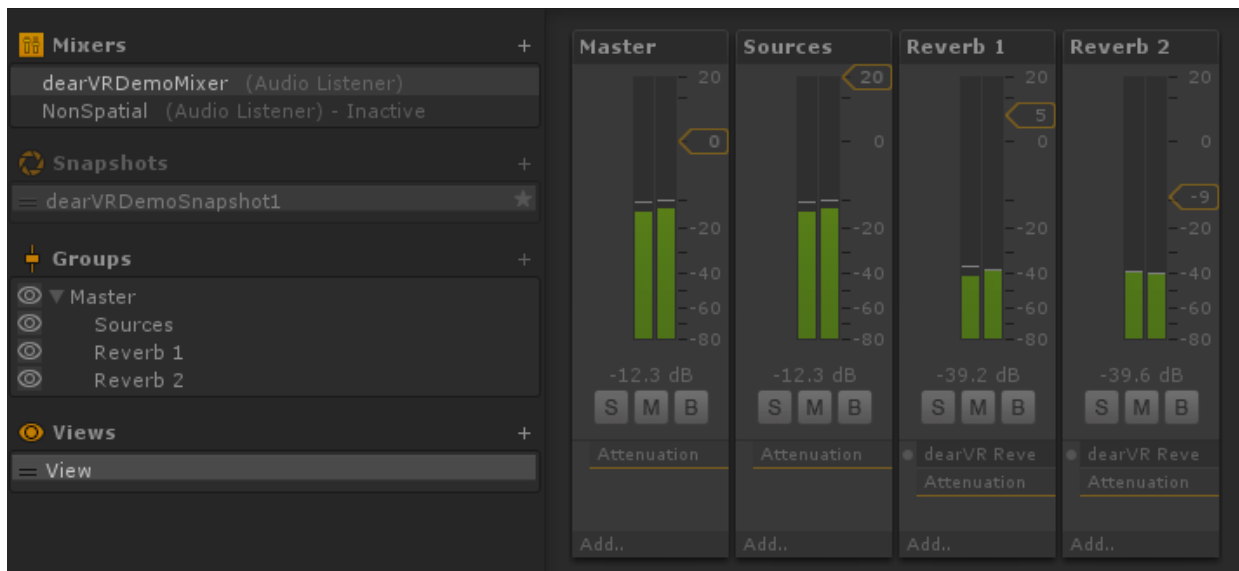 Mixers +
dearVRDemoMixer (Audio Listener)
NonSpatial (Audio Listener) - Inactive
Snapshots +
dearVRDemoSnapshot1
Groups +
Master
Sources
Reverb 1
Reverb 2
Views +
View
Master
20
0
0
-20
-40
-60
-80
-12.3 dB
S M B
Attenuation
Add..
Sources
20
0
-20
-40
-60
-80
-12.3 dB
S M B
Attenuation
Add..
Reverb 1
20
5
0
-20
-40
-60
-80
-39.2 dB
S M B
dearVR Reve
Attenuation
Add..
Reverb 2
20
0
-9
-20
-40
-60
-80
-39.6 dB
S M B
dearVR Reve
Attenuation
Add..